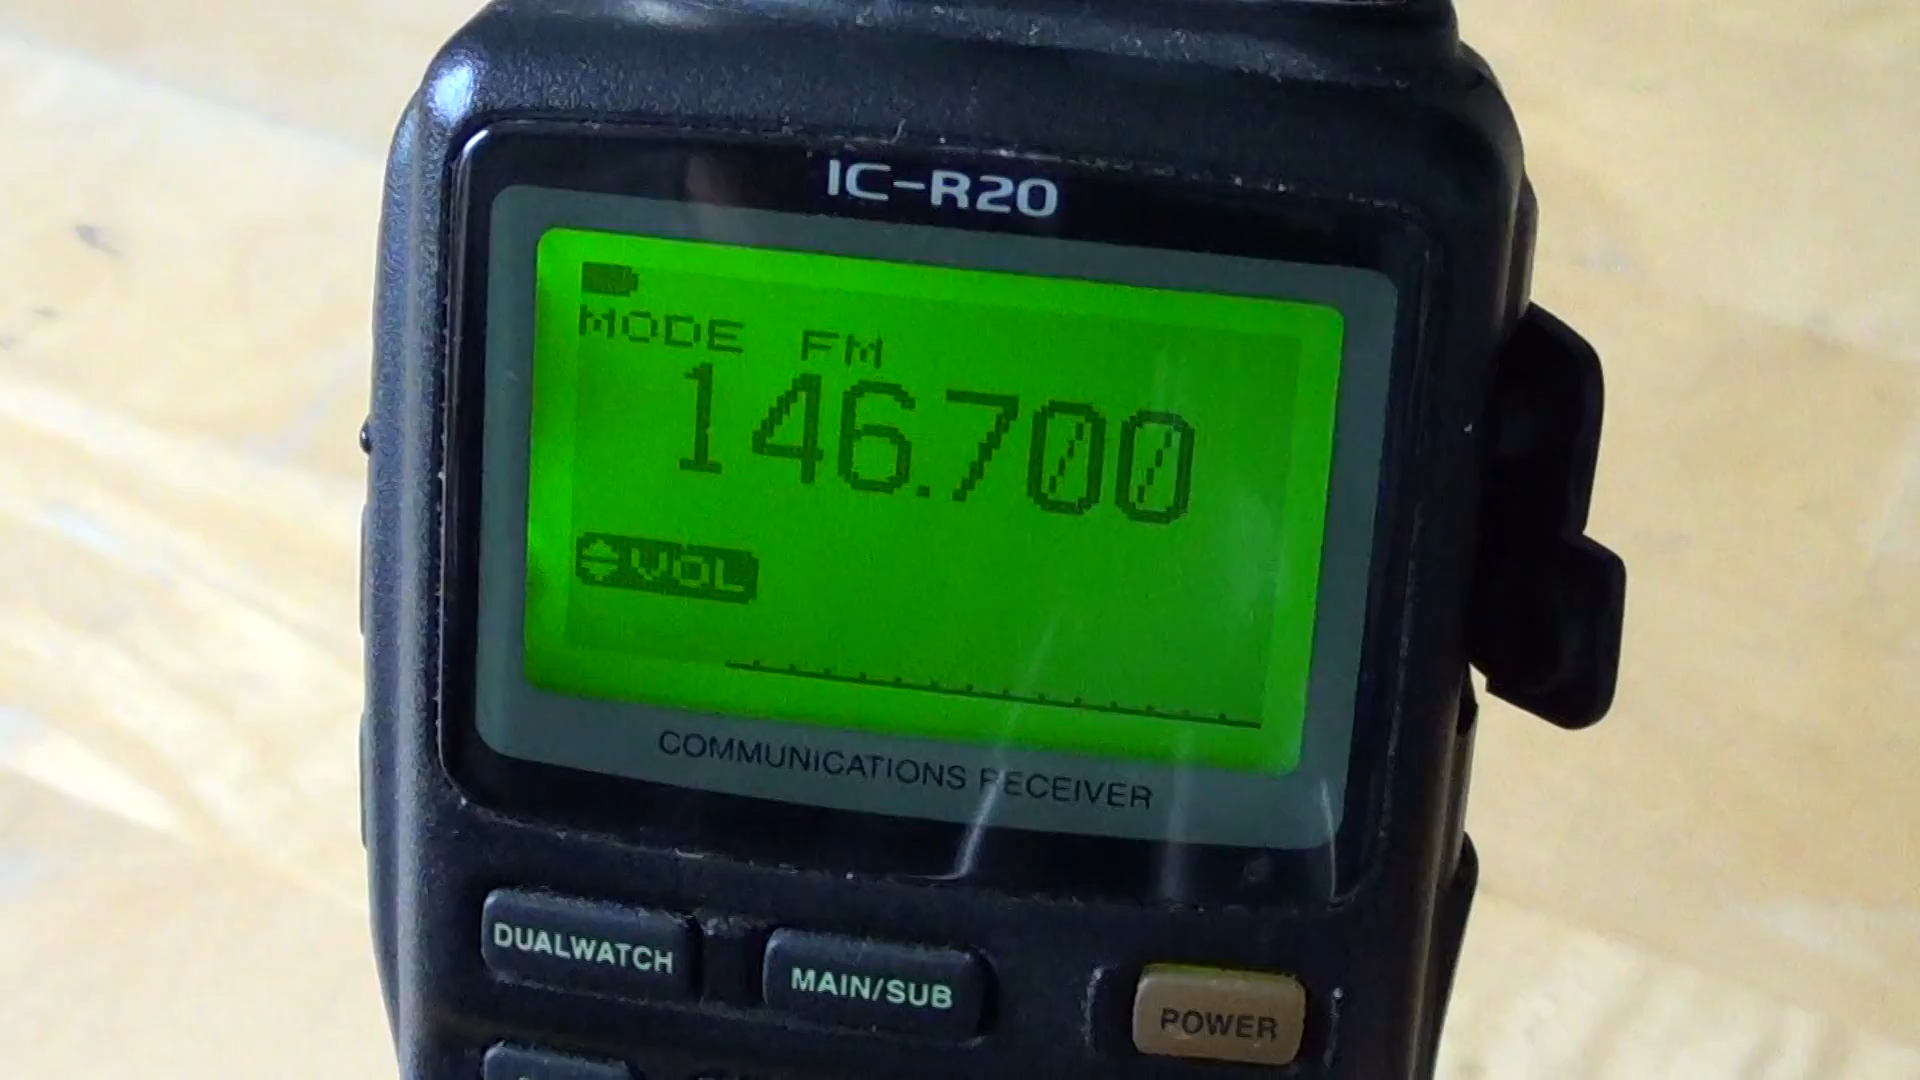 IC-R20
MODE FM
146.700
VOL
COMMUNICATIONS RECEIVER
DUALWATCH
MAIN/SUB
POWER